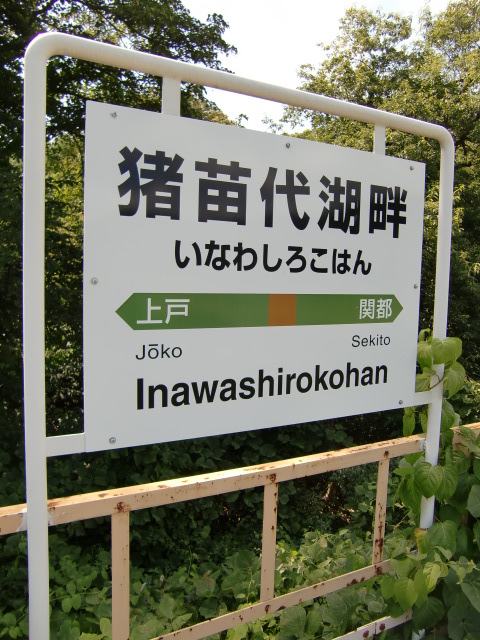 猪苗代湖畔
いなわしろこはん
上戸 関都
Jōko Sekito
Inawashirokohan